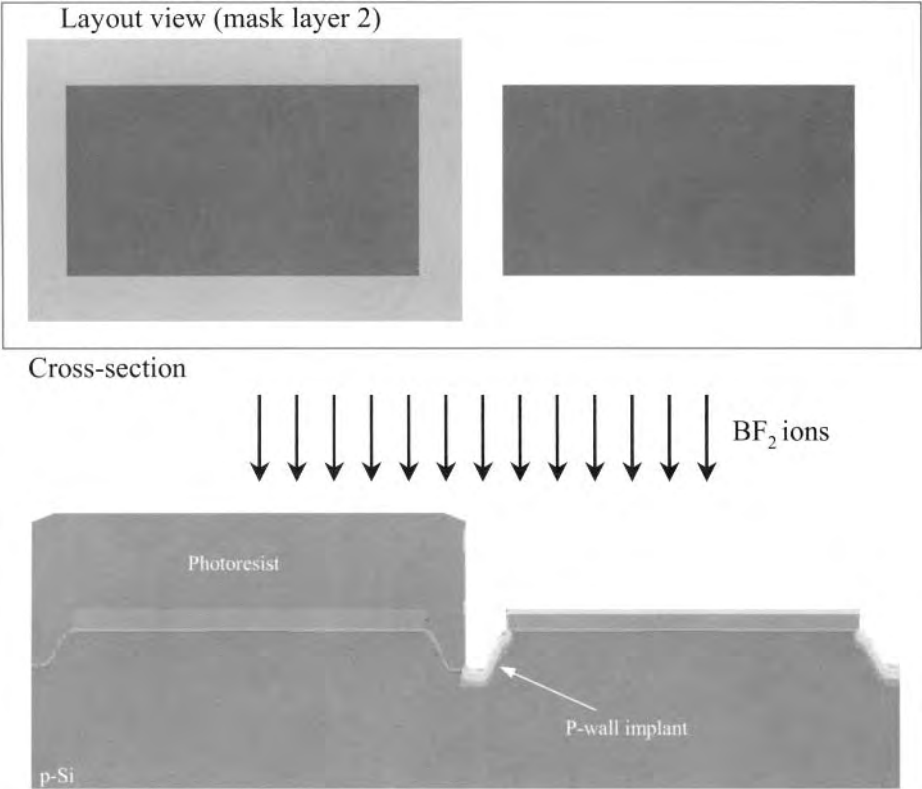 Layout view (mask layer 2)
Cross-section
BF₂ ions
Photoresist
P-wall implant
p-Si